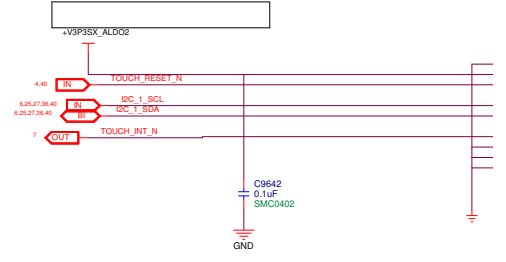 +V3P3SX_ALDO2
4,40 IN TOUCH_RESET_N
6,25,27,36,40 IN I2C_1_SCL
6,25,27,36,40 BI I2C_1_SDA
7 OUT TOUCH_INT_N
C9642
0.1uF
SMC0402
GND